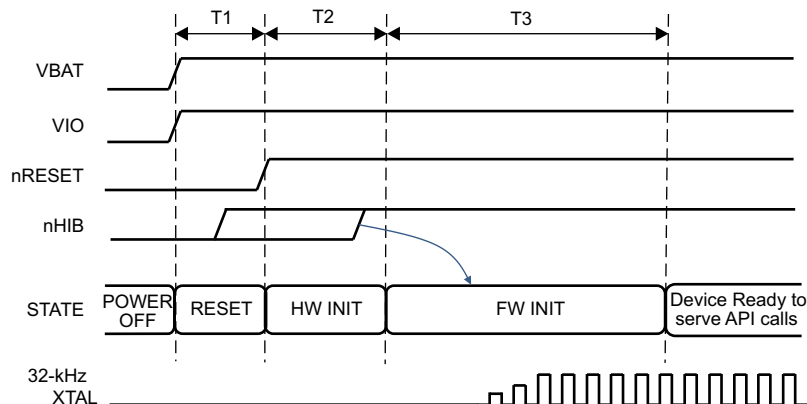 T1
T2
T3
VBAT
VIO
nRESET
nHIB
STATE
POWER
OFF
RESET
HW INIT
FW INIT
Device Ready to
serve API calls
32-kHz
XTAL